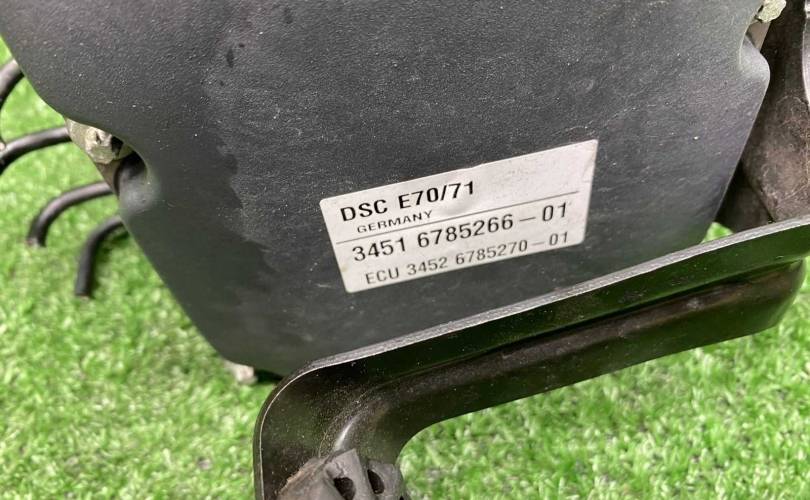 DSC E70/71
GERMANY
3451 6785266-01
ECU 3452 6785270-01